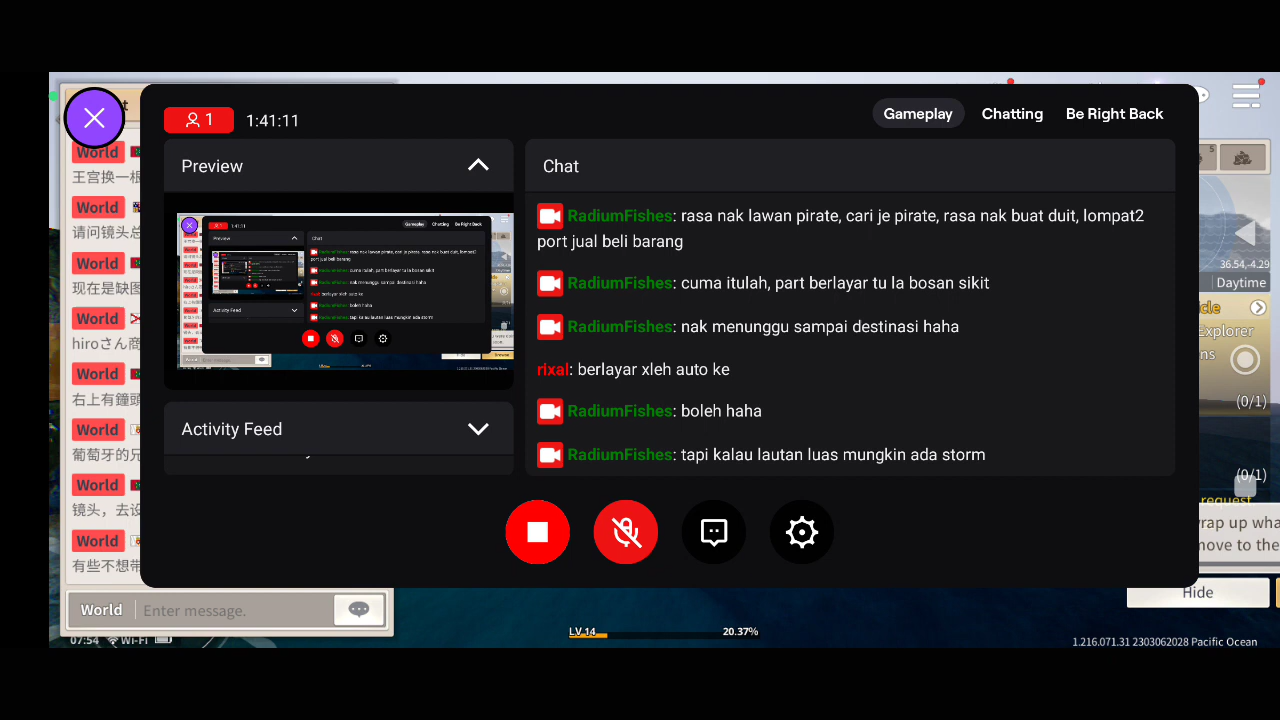 1
1:41:11
Gameplay
Chatting
Be Right Back
Preview
Chat
RadiumFishes: rasa nak lawan pirate, cari je pirate, rasa nak buat duit, lompat2
port jual beli barang
RadiumFishes: cuma itulah, part berlayar tu la bosan sikit
RadiumFishes: nak menunggu sampai destinasi haha
rixal: berlayar xleh auto ke
RadiumFishes: boleh haha
RadiumFishes: tapi kalau lautan luas mungkin ada storm
Activity Feed
World
王宫换一根
World
请问镜头总
World
现在是缺图
World
hiroさん商
World
右上有鐘頭
World
葡萄牙的兄
World
镜头，去设
World
有些不想带
World
Enter message.
07:54
Wi-Fi
LV 14
20.37%
5
36.54,-4.29
Daytime
Explorer
(0/1)
(0/1)
request.
wrap up wha
move to the
Hide
1.216.071.31 2303062028 Pacific Ocean